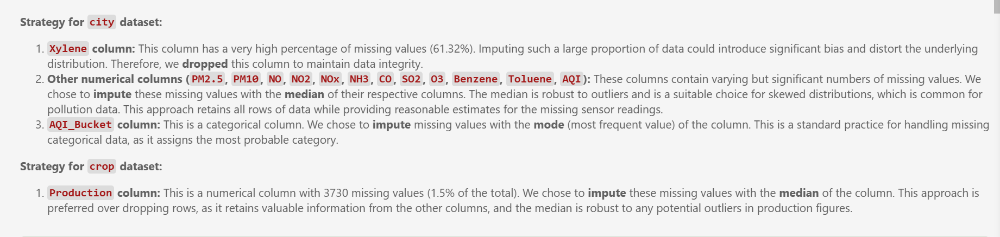 Strategy for city dataset:
1. Xylene column: This column has a very high percentage of missing values (61.32%). Imputing such a large proportion of data could introduce significant bias and distort the underlying
distribution. Therefore, we dropped this column to maintain data integrity.
2. Other numerical columns (PM2.5, PM10, NO, NO2, NOx, NH3, CO, SO2, O3, Benzene, Toluene, AQI): These columns contain varying but significant numbers of missing values. We
chose to impute these missing values with the median of their respective columns. The median is robust to outliers and is a suitable choice for skewed distributions, which is common for
pollution data. This approach retains all rows of data while providing reasonable estimates for the missing sensor readings.
3. AQI_Bucket column: This is a categorical column. We chose to impute missing values with the mode (most frequent value) of the column. This is a standard practice for handling missing
categorical data, as it assigns the most probable category.
Strategy for crop dataset:
1. Production column: This is a numerical column with 3730 missing values (1.5% of the total). We chose to impute these missing values with the median of the column. This approach is
preferred over dropping rows, as it retains valuable information from the other columns, and the median is robust to any potential outliers in production figures.